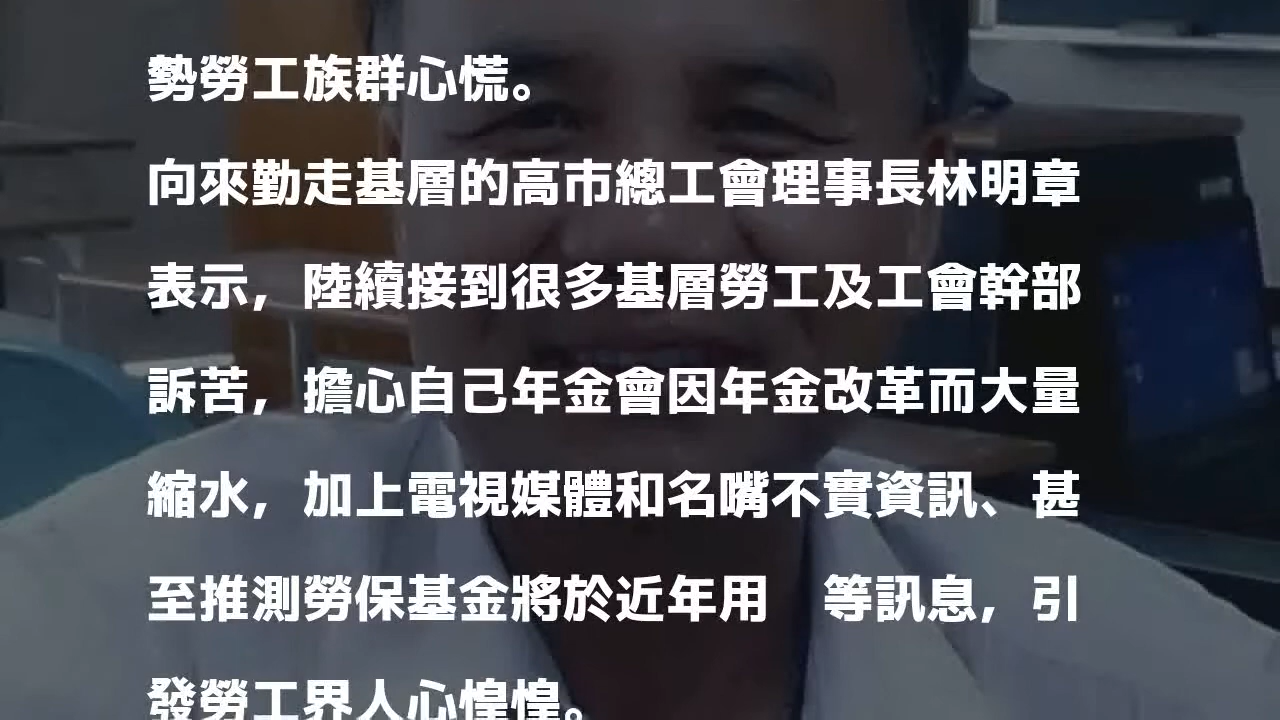 勢勞工族群心慌。
向來勤走基層的高市總工會理事長林明章
表示，陸續接到很多基層勞工及工會幹部
訴苦，擔心自己年金會因年金改革而大量
縮水，加上電視媒體和名嘴不實資訊、甚
至推測勞保基金將於近年用　等訊息，引
發勞工界人心惶惶。